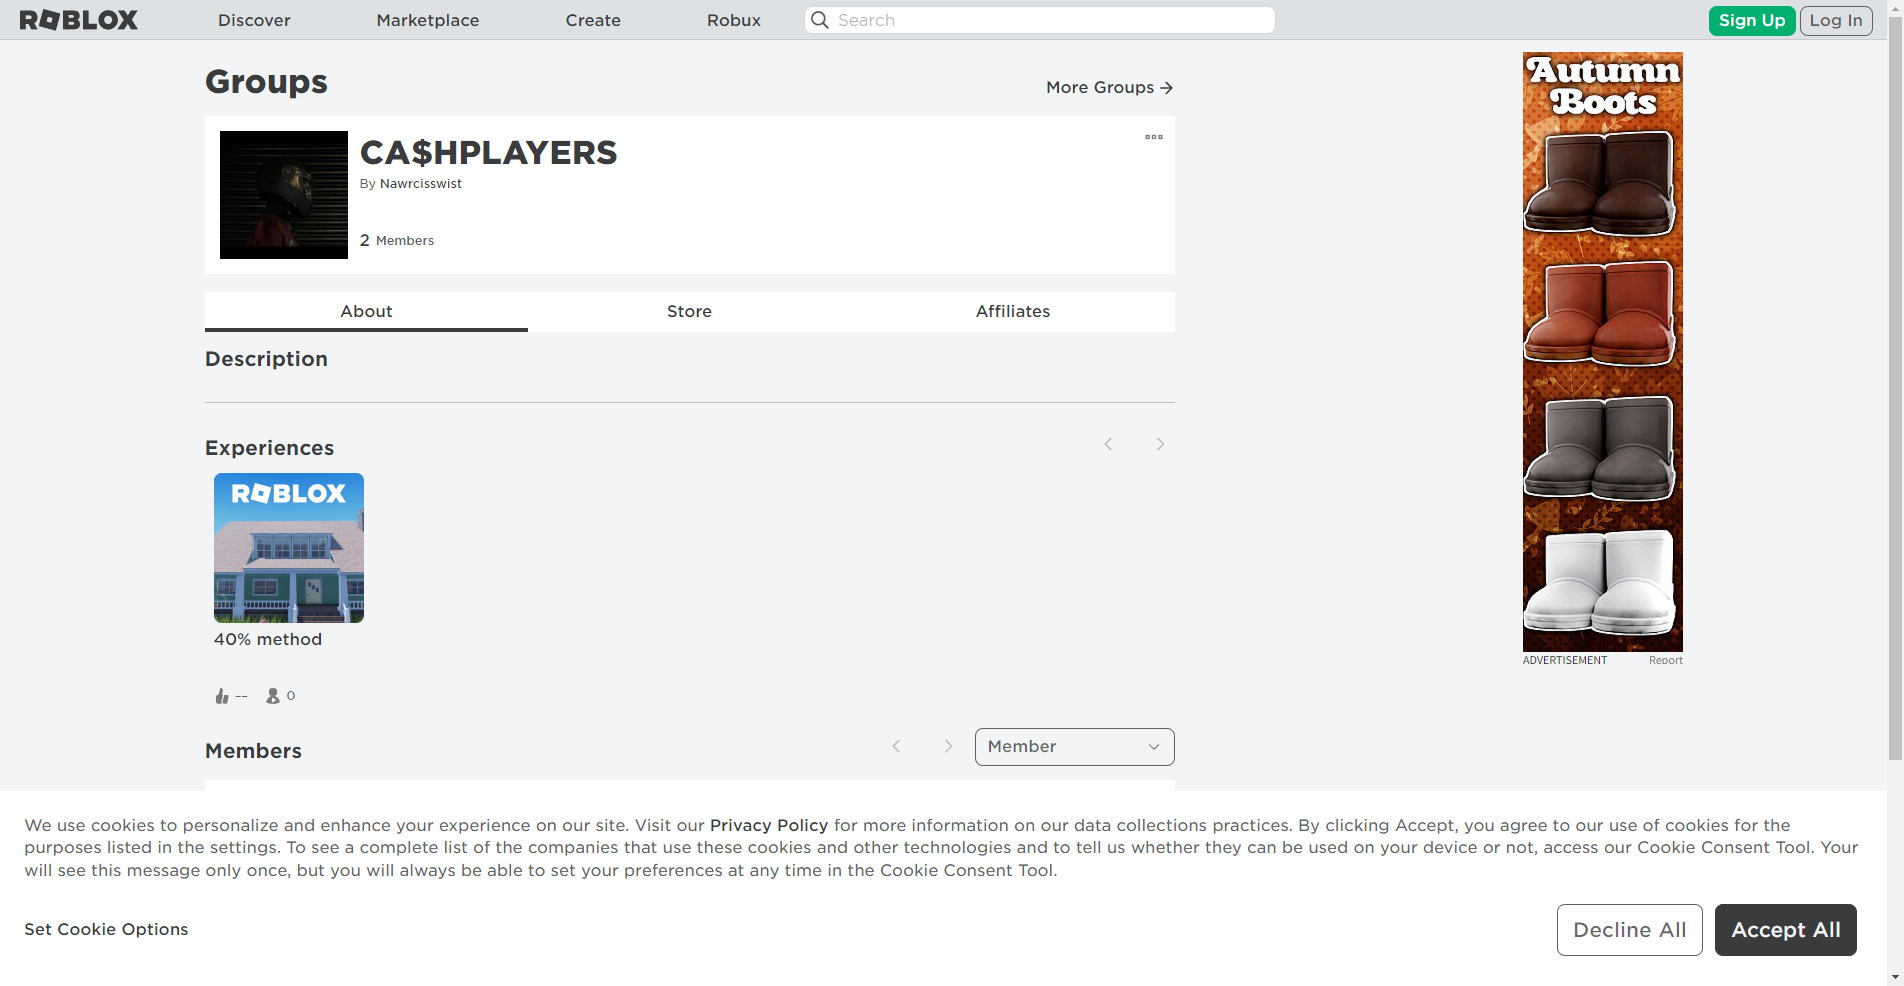 ROBLOX
Discover
Marketplace
Create
Robux
Search
Sign Up
Log In
Groups
More Groups
CA$HPLAYERS
By Nawrcisswist
2 Members
About
Store
Affiliates
Description
Experiences
ROBLOX
40% method
--
0
Members
Member
Autumn
Boots
ADVERTISEMENT
Report
We use cookies to personalize and enhance your experience on our site. Visit our Privacy Policy for more information on our data collections practices. By clicking Accept, you agree to our use of cookies for the
purposes listed in the settings. To see a complete list of the companies that use these cookies and other technologies and to tell us whether they can be used on your device or not, access our Cookie Consent Tool. Your
will see this message only once, but you will always be able to set your preferences at any time in the Cookie Consent Tool.
Set Cookie Options
Decline All
Accept All